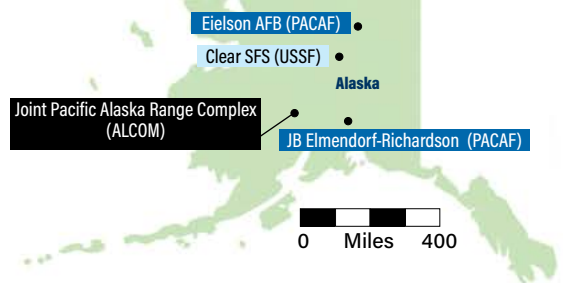 Eielson AFB (PACAF)
Clear SFS (USSF)
Alaska
Joint Pacific Alaska Range Complex
(ALCOM)
JB Elmendorf-Richardson (PACAF)
0 Miles 400